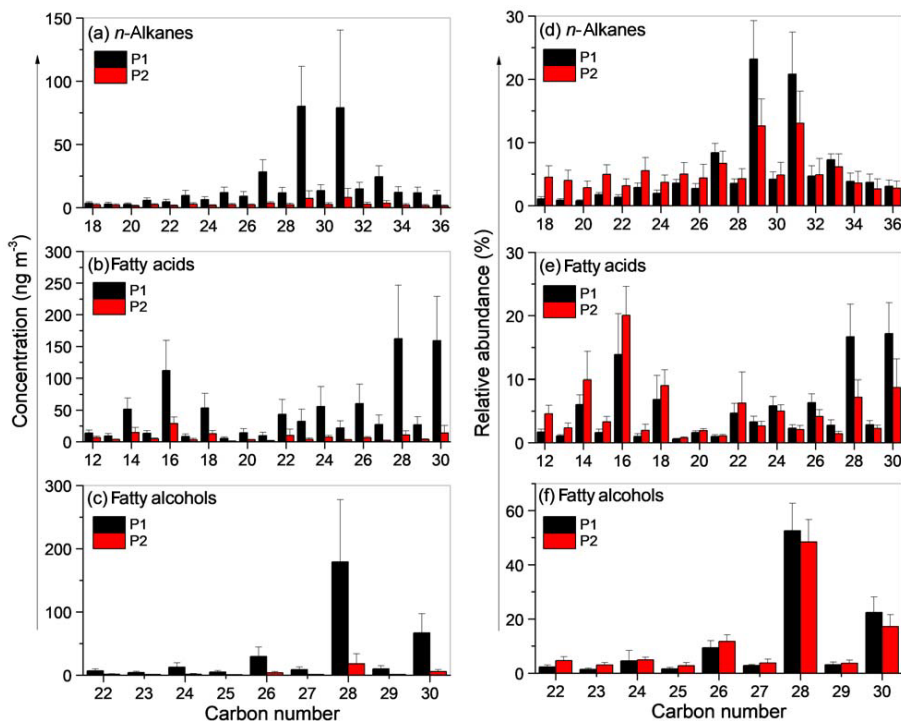 (a) n-Alkanes
P1
P2
150
100
50
0
18 20 22 24 26 28 30 32 34 36
(b) Fatty acids
P1
P2
300
250
200
150
100
50
0
12 14 16 18 20 22 24 26 28 30
(c) Fatty alcohols
P1
P2
300
200
100
0
22 23 24 25 26 27 28 29 30
Carbon number
Concentration (ng m⁻³)
(d) n-Alkanes
P1
P2
30%
20
10
0
18 20 22 24 26 28 30 32 34 36
(e) Fatty acids
P1
P2
30
20
10
0
12 14 16 18 20 22 24 26 28 30
(f) Fatty alcohols
P1
P2
60
40
20
0
22 23 24 25 26 27 28 29 30
Carbon number
Relative abundance (%)